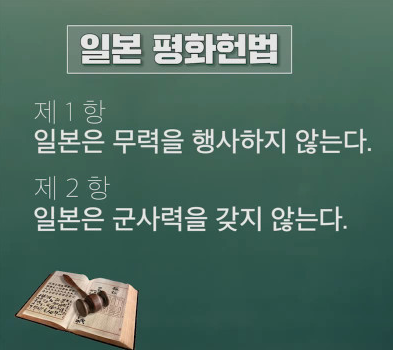 일본 평화헌법
제 1 항
일본은 무력을 행사하지 않는다.
제 2 항
일본은 군사력을 갖지 않는다.